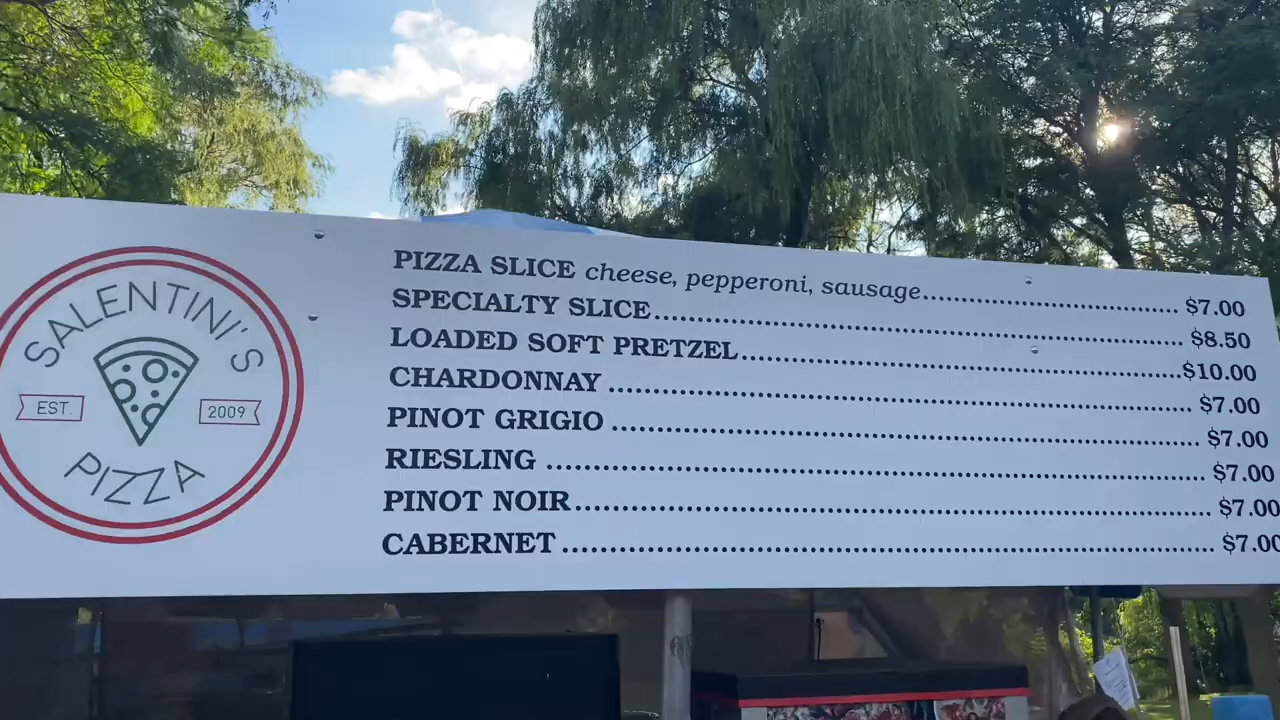 SALENTINI'S
EST. 2009
PIZZA
PIZZA SLICE cheese, pepperoni, sausage........................ $7.00
SPECIALTY SLICE........................ $8.50
LOADED SOFT PRETZEL........................$10.00
CHARDONNAY ........................ $7.00
PINOT GRIGIO ........................ $7.00
RIESLING ........................ $7.00
PINOT NOIR........................ $7.00
CABERNET ........................ $7.00